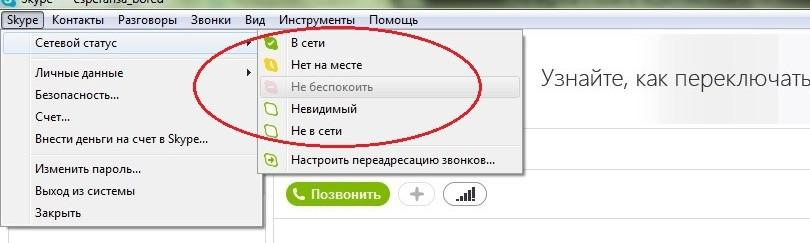 Skype - esperansa_bored
Skype Контакты Разговоры Звонки Вид Инструменты Помощь
Сетевой статус
В сети
Нет на месте
Не беспокоить
Невидимый
Не в сети
Настроить переадресацию звонков...
Личные данные
Безопасность...
Счет...
Внести деньги на счет в Skype...
Изменить пароль...
Выход из системы
Закрыть
Узнайте, как переключать
Позвонить